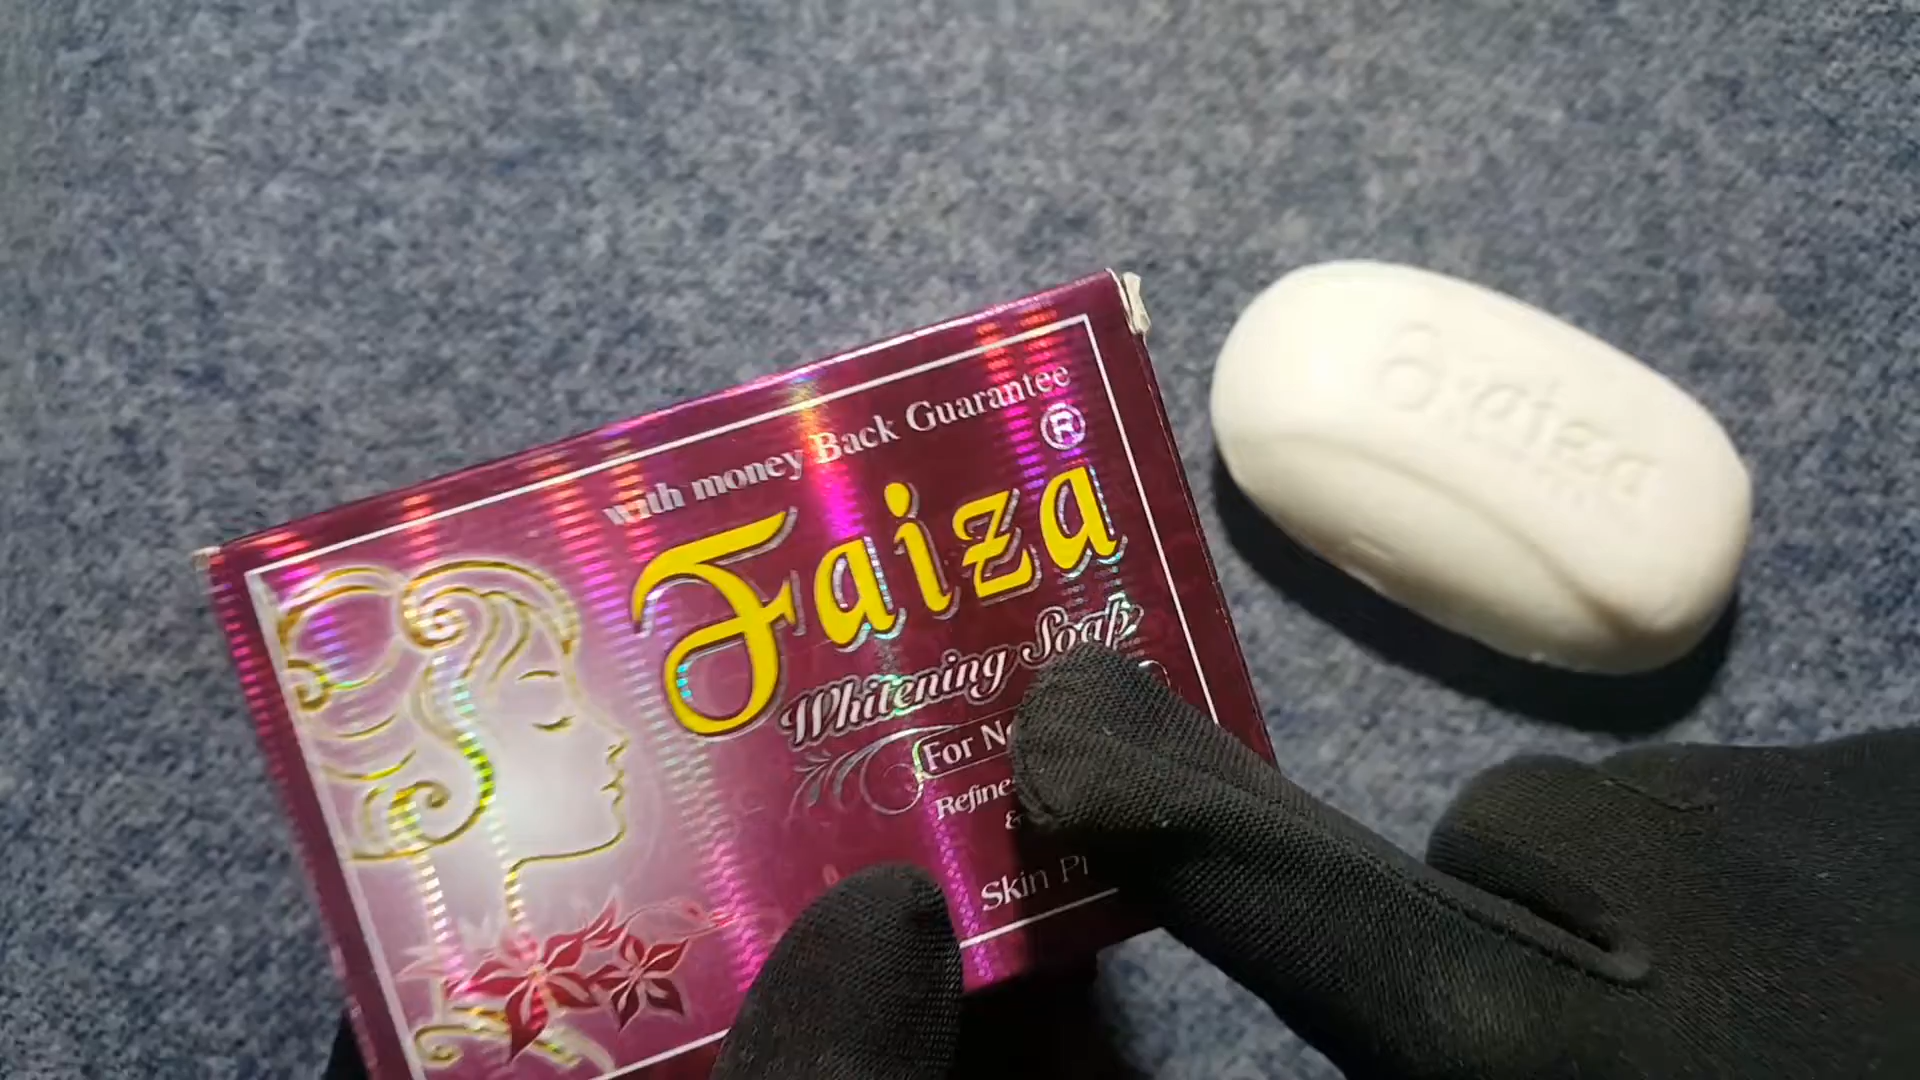 with money Back Guarantee
Faiza ®
Whitening Soap
For
Refine
&
Skin
Faiza